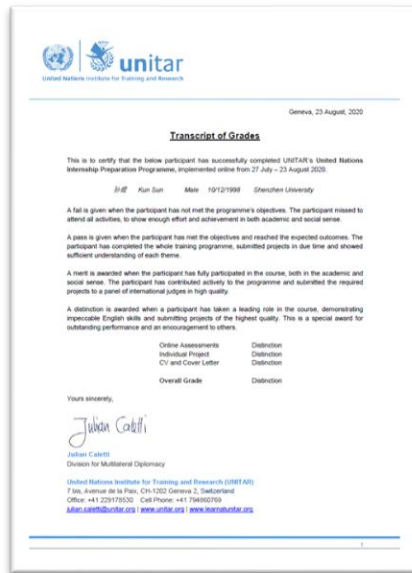 unitar
United Nations Institute for Training and Research
Geneva, 23 August, 2020
Transcript of Grades
This is to certify that the below participant has successfully completed UNITAR's United Nations
Internship Preparation Programme, implemented online from 27 July – 23 August 2020.
Kun Sun Male 10/12/1998 Shenzhen University
A fail is given when the participant has not met the programme's objectives. The participant missed to
attend all activities, to show enough effort and achievement in both academic and social sense.
A pass is given when the participant has met the objectives and reached the expected outcomes. The
participant has completed the whole training programme, submitted projects in due time and showed
sufficient understanding of each theme.
A merit is awarded when the participant has fully participated in the course, both in the academic and
social sense. The participant has contributed actively to the programme and submitted the required
projects to a panel of international judges in high quality.
A distinction is awarded when a participant has taken a leading role in the course, demonstrating
impeccable English skills and submitting projects of the highest quality. This is a special award for
outstanding performance and an encouragement to others.
Online Assessments Distinction
Individual Project Distinction
CV and Cover Letter Distinction
Overall Grade Distinction
Yours sincerely,
Julian Caletti
Julian Caletti
Division for Multilateral Diplomacy
United Nations Institute for Training and Research (UNITAR)
7 bis, Avenue de la Paix, CH-1202 Geneva 2, Switzerland
Office: +41 229178530 Cell Phone: +41 794860769
julian.caletti@unitar.org | www.unitar.org | www.learnatunitar.org
1